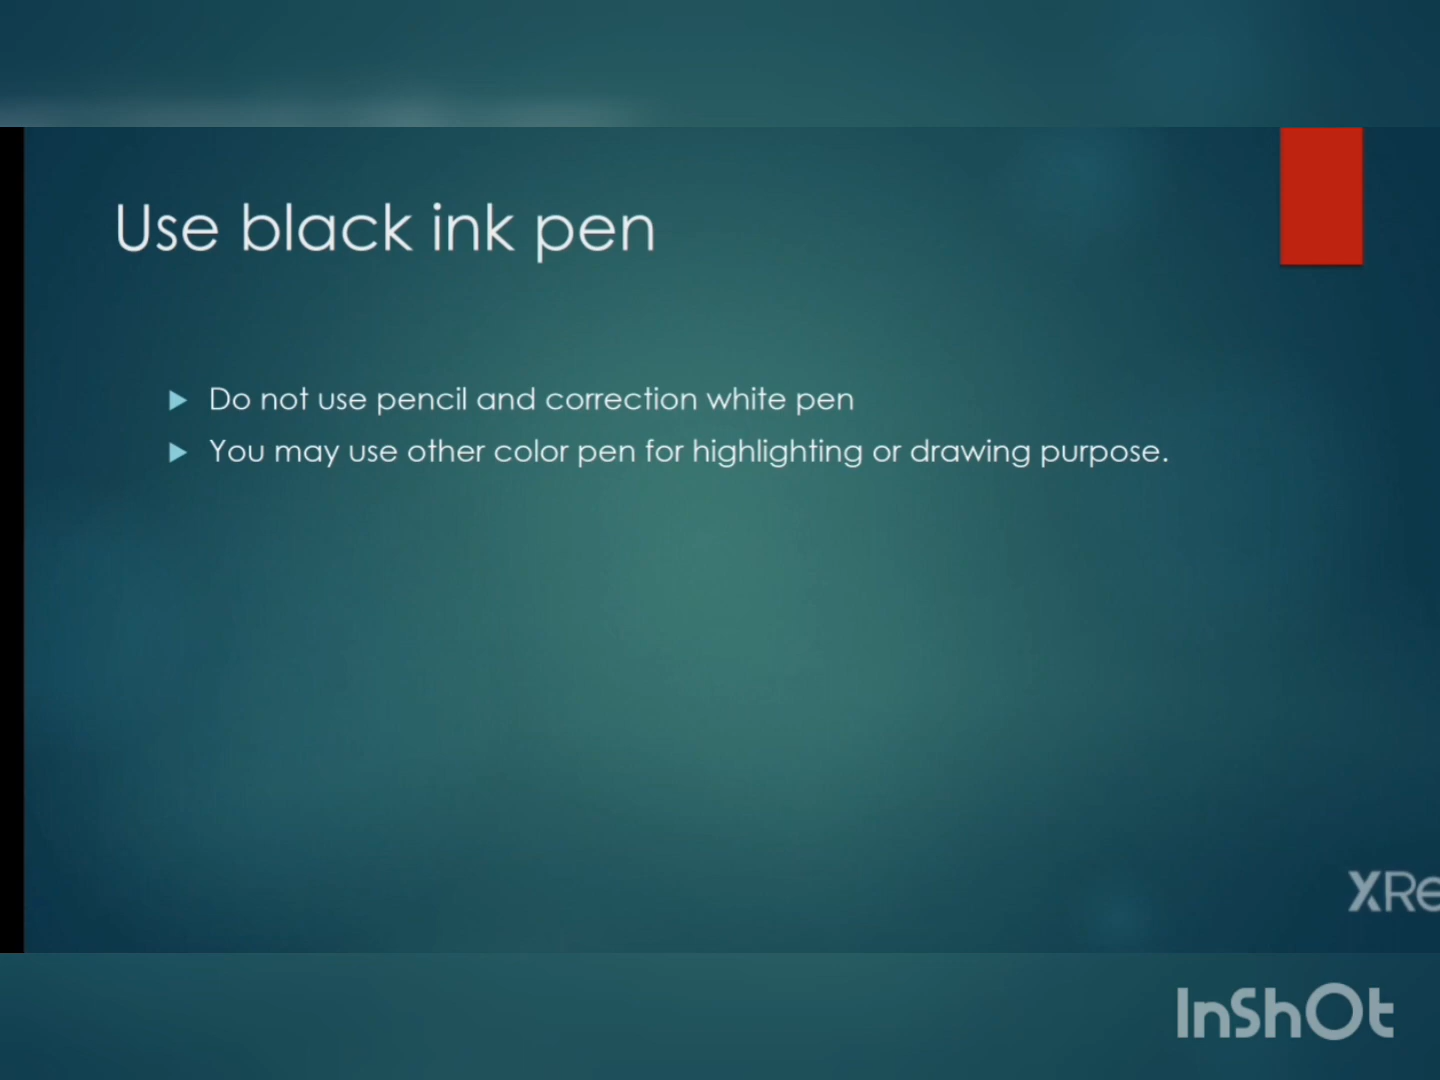 Use black ink pen
Do not use pencil and correction white pen
You may use other color pen for highlighting or drawing purpose.
XRe
InShOt